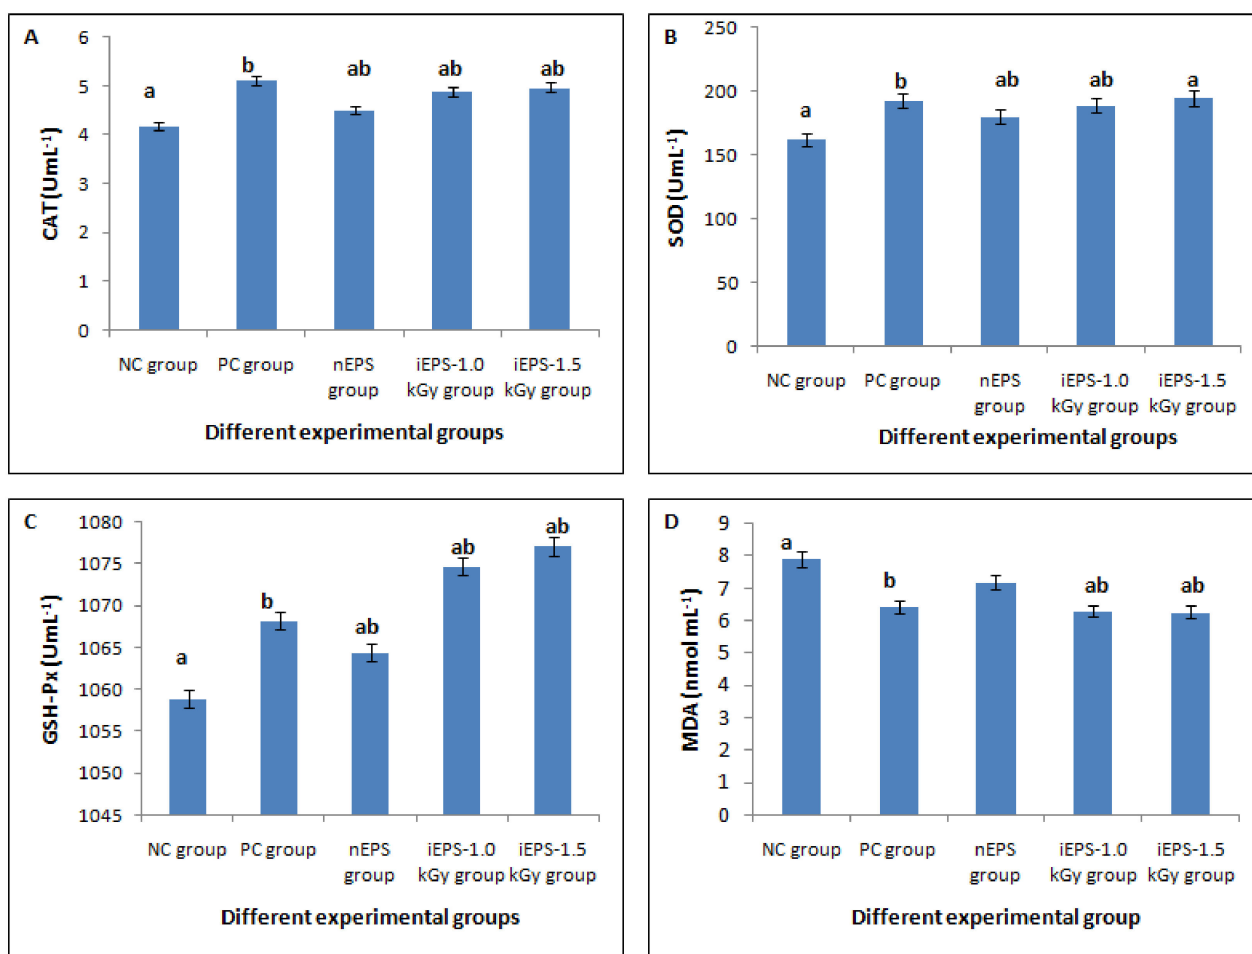 A
CAT (UmL-1)
6
5
4
3
2
1
0
a
b
ab
ab
ab
NC group
PC group
nEPS
group
iEPS-1.0
kGy group
iEPS-1.5
kGy group
Different experimental groups
B
SOD (UmL-1)
250
200
150
100
50
0
a
b
ab
ab
a
NC group
PC group
nEPS
group
iEPS-1.0
kGy group
iEPS-1.5
kGy group
Different experimental groups
C
GSH-Px (UmL-1)
1080
1075
1070
1065
1060
1055
1050
1045
a
b
ab
ab
ab
NC group
PC group
nEPS
group
iEPS-1.0
kGy group
iEPS-1.5
kGy group
Different experimental groups
D
MDA (nmol mL-1)
9
8
7
6
5
4
3
2
1
0
a
b
ab
ab
NC group
PC group
nEPS
group
iEPS-1.0
kGy group
iEPS-1.5
kGy group
Different experimental group